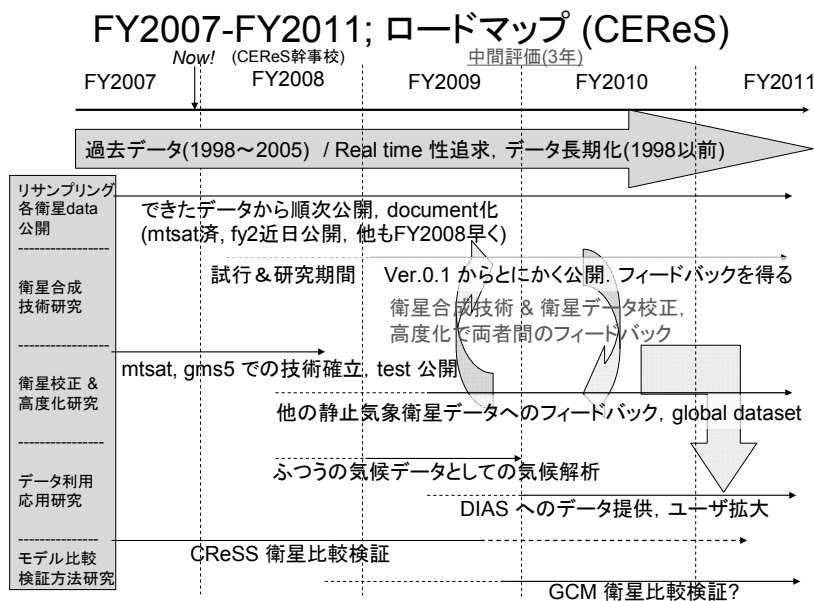 FY2007-FY2011; ロードマップ (CEReS)
Now!
(CEReS幹事校)
中間評価(3年)
FY2007
FY2008
FY2009
FY2010
FY2011
過去データ(1998～2005) / Real time 性追求, データ長期化(1998以前)
リサンプリング
各衛星data
公開
できたデータから順次公開, document化
(mtsat済, fy2近日公開, 他もFY2008早く)
衛星合成
技術研究
試行＆研究期間
Ver.0.1 からとにかく公開. フィードバックを得る
衛星合成技術 & 衛星データ校正,
高度化で両者間のフィードバック
衛星校正 &
高度化研究
mtsat, gms5 での技術確立, test 公開
他の静止気象衛星データへのフィードバック, global dataset
データ利用
応用研究
ふつうの気候データとしての気候解析
DIAS へのデータ提供, ユーザ拡大
モデル比較
検証方法研究
CReSS 衛星比較検証
GCM 衛星比較検証?